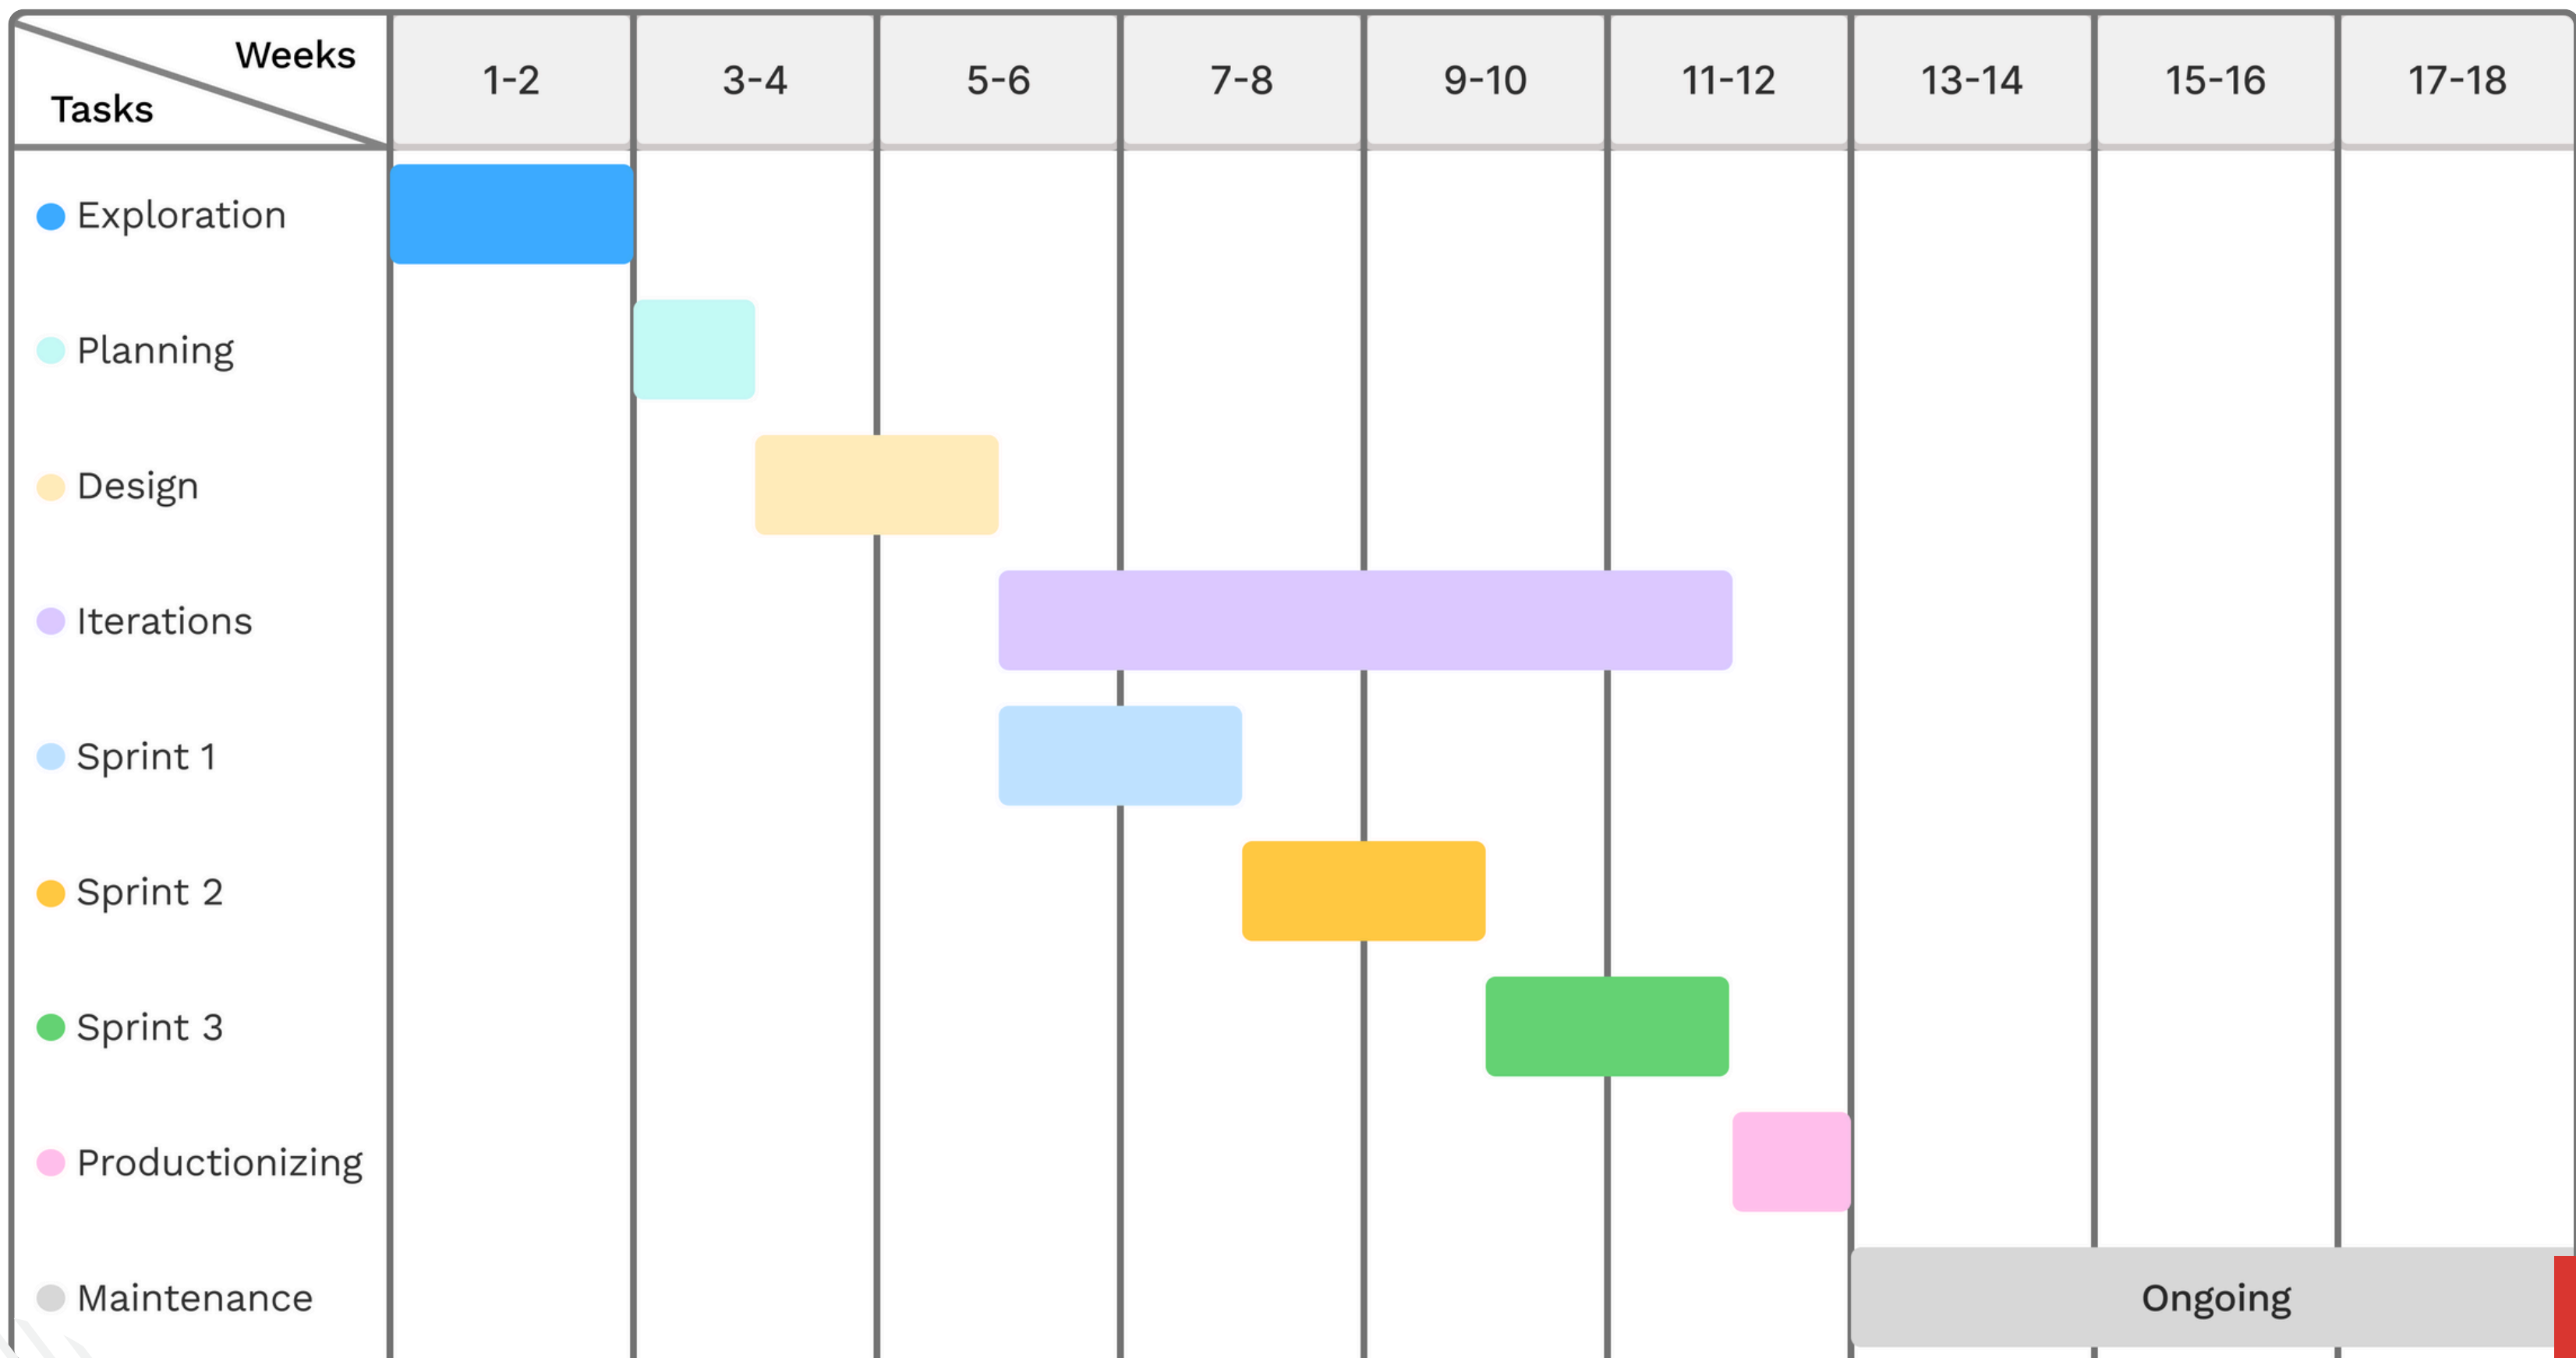 Weeks
Tasks
1-2 3-4 5-6 7-8 9-10 11-12 13-14 15-16 17-18
Exploration
Planning
Design
Iterations
Sprint 1
Sprint 2
Sprint 3
Productionizing
Maintenance Ongoing